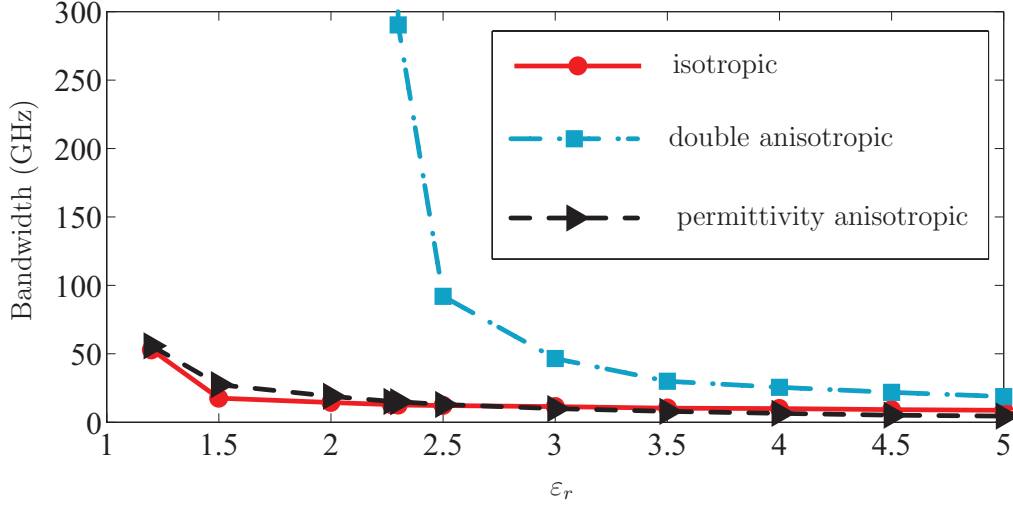 300
250
200
150
100
50
0
Bandwidth (GHz)
isotropic
double anisotropic
permittivity anisotropic
1 1.5 2 2.5 3 3.5 4 4.5 5
εr